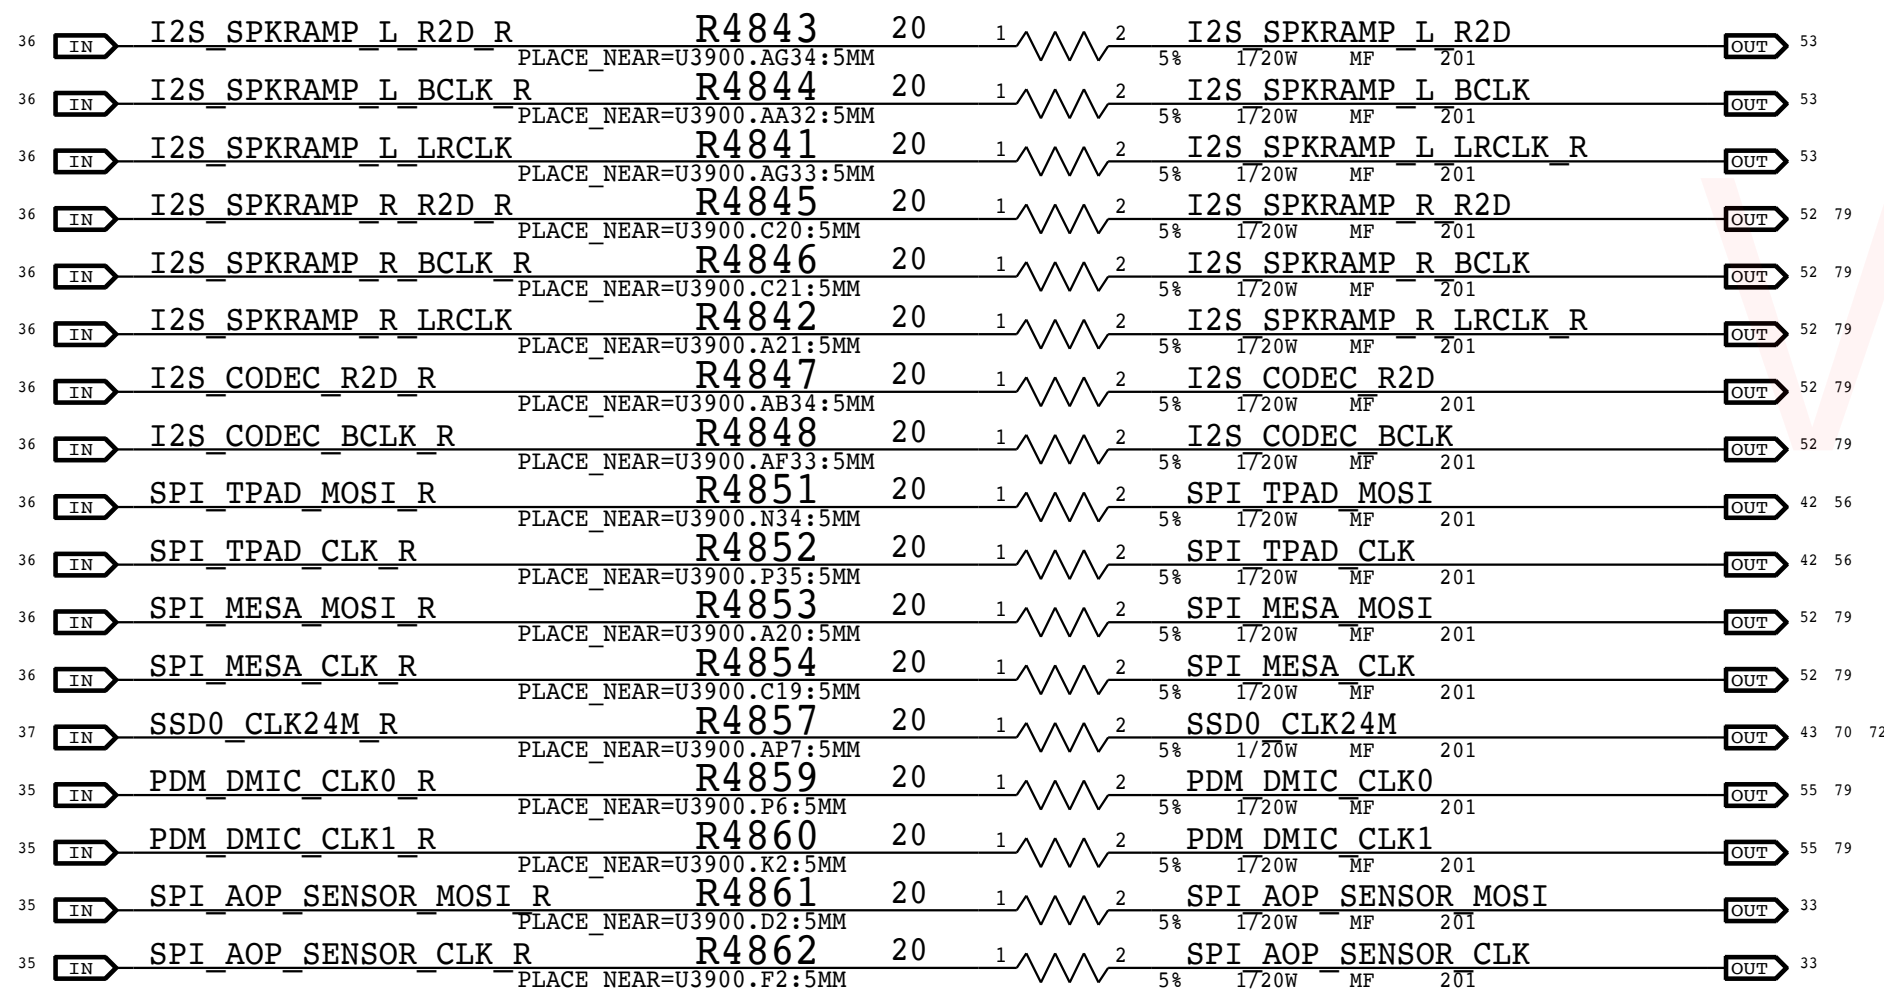 36 IN I2S_SPKRAMP_L_R2D_R R4843 20 1 2 I2S_SPKRAMP_L_R2D OUT 53
PLACE_NEAR=U3900.AG34:5MM 5% 1/20W MF 201
36 IN I2S_SPKRAMP_L_BCLK_R R4844 20 1 2 I2S_SPKRAMP_L_BCLK OUT 53
PLACE_NEAR=U3900.AA32:5MM 5% 1/20W MF 201
36 IN I2S_SPKRAMP_L_LRCLK R4841 20 1 2 I2S_SPKRAMP_L_LRCLK_R OUT 53
PLACE_NEAR=U3900.AG33:5MM 5% 1/20W MF 201
36 IN I2S_SPKRAMP_R_R2D_R R4845 20 1 2 I2S_SPKRAMP_R_R2D OUT 52 79
PLACE_NEAR=U3900.C20:5MM 5% 1/20W MF 201
36 IN I2S_SPKRAMP_R_BCLK_R R4846 20 1 2 I2S_SPKRAMP_R_BCLK OUT 52 79
PLACE_NEAR=U3900.C21:5MM 5% 1/20W MF 201
36 IN I2S_SPKRAMP_R_LRCLK R4842 20 1 2 I2S_SPKRAMP_R_LRCLK_R OUT 52 79
PLACE_NEAR=U3900.A21:5MM 5% 1/20W MF 201
36 IN I2S_CODEC_R2D_R R4847 20 1 2 I2S_CODEC_R2D OUT 52 79
PLACE_NEAR=U3900.AB34:5MM 5% 1/20W MF 201
36 IN I2S_CODEC_BCLK_R R4848 20 1 2 I2S_CODEC_BCLK OUT 52 79
PLACE_NEAR=U3900.AF33:5MM 5% 1/20W MF 201
36 IN SPI_TPAD_MOSI_R R4851 20 1 2 SPI_TPAD_MOSI OUT 42 56
PLACE_NEAR=U3900.N34:5MM 5% 1/20W MF 201
36 IN SPI_TPAD_CLK_R R4852 20 1 2 SPI_TPAD_CLK OUT 42 56
PLACE_NEAR=U3900.P35:5MM 5% 1/20W MF 201
36 IN SPI_MESA_MOSI_R R4853 20 1 2 SPI_MESA_MOSI OUT 52 79
PLACE_NEAR=U3900.A20:5MM 5% 1/20W MF 201
36 IN SPI_MESA_CLK_R R4854 20 1 2 SPI_MESA_CLK OUT 52 79
PLACE_NEAR=U3900.C19:5MM 5% 1/20W MF 201
37 IN SSD0_CLK24M_R R4857 20 1 2 SSD0_CLK24M OUT 43 70 72
PLACE_NEAR=U3900.AP7:5MM 5% 1/20W MF 201
35 IN PDM_DMIC_CLK0_R R4859 20 1 2 PDM_DMIC_CLK0 OUT 55 79
PLACE_NEAR=U3900.P6:5MM 5% 1/20W MF 201
35 IN PDM_DMIC_CLK1_R R4860 20 1 2 PDM_DMIC_CLK1 OUT 55 79
PLACE_NEAR=U3900.K2:5MM 5% 1/20W MF 201
35 IN SPI_AOP_SENSOR_MOSI_R R4861 20 1 2 SPI_AOP_SENSOR_MOSI OUT 33
PLACE_NEAR=U3900.D2:5MM 5% 1/20W MF 201
35 IN SPI_AOP_SENSOR_CLK_R R4862 20 1 2 SPI_AOP_SENSOR_CLK OUT 33
PLACE_NEAR=U3900.F2:5MM 5% 1/20W MF 201